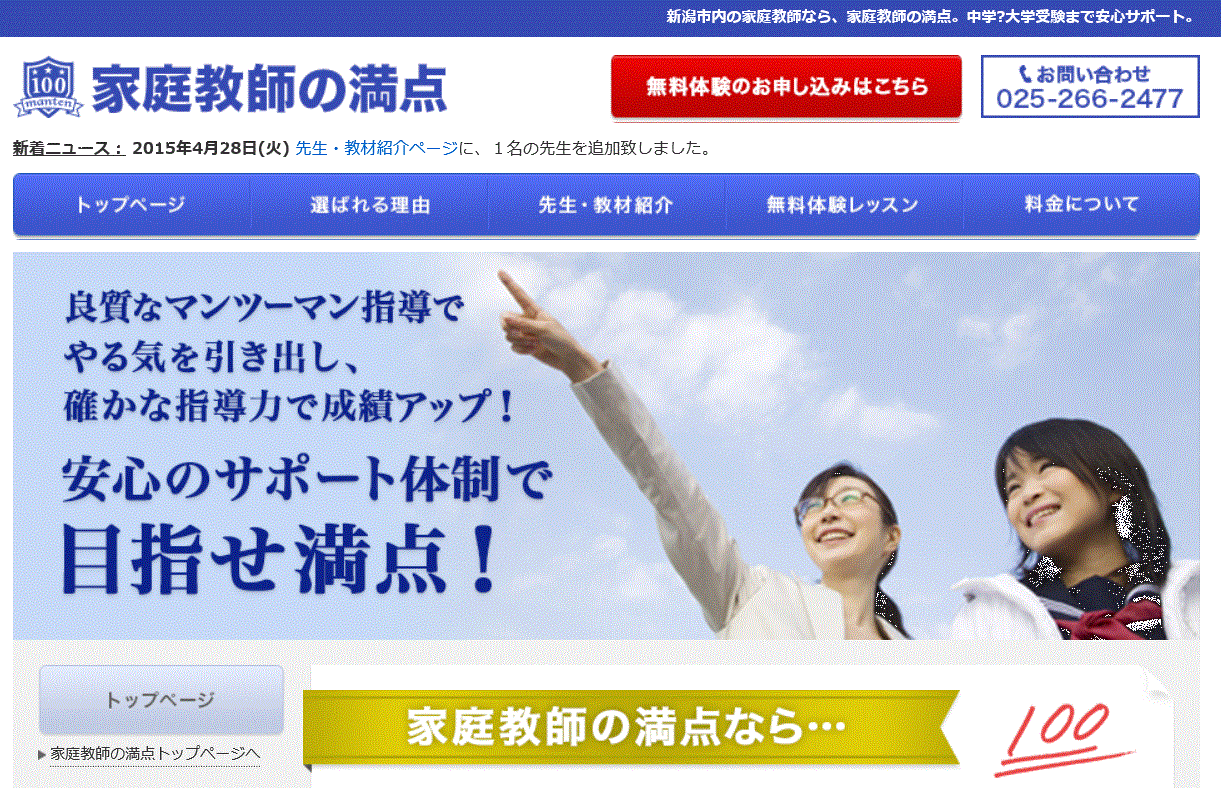 新潟市内の家庭教師なら、家庭教師の満点。中学?大学受験まで安心サポート。
100
manten
家庭教師の満点
無料体験のお申し込みはこちら
お問い合わせ
025-266-2477
新着ニュース： 2015年4月28日(火) 先生・教材紹介ページに、１名の先生を追加致しました。
トップページ
選ばれる理由
先生・教材紹介
無料体験レッスン
料金について
良質なマンツーマン指導で
やる気を引き出し、
確かな指導力で成績アップ！
安心のサポート体制で
目指せ満点！
トップページ
家庭教師の満点トップページへ
家庭教師の満点なら…
100